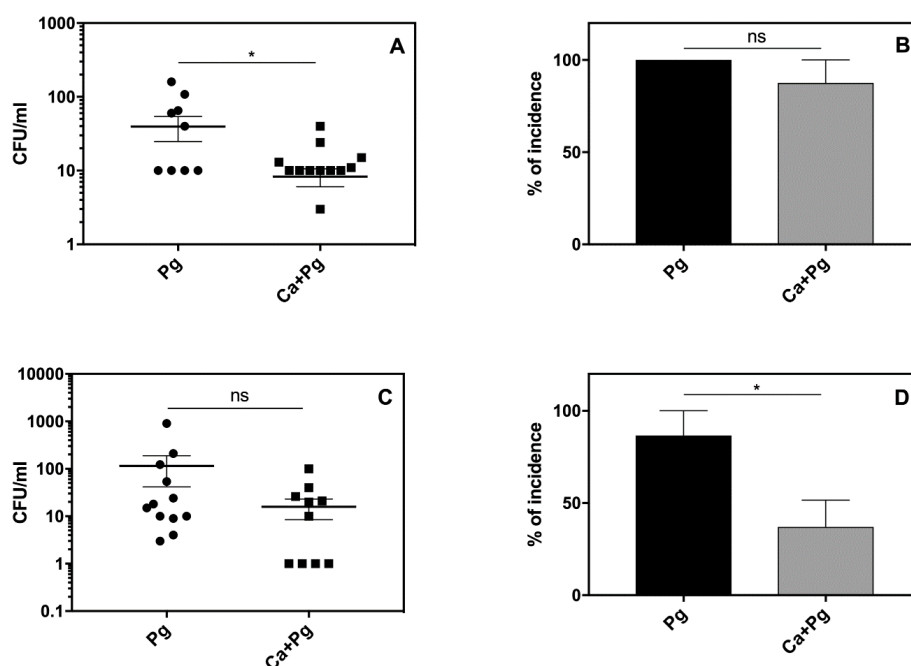 A
CFU/ml
1000
100
10
1
*
Pg
Ca+Pg
B
% of incidence
100
50
0
ns
Pg
Ca+Pg
C
CFU/ml
10000
1000
100
10
1
0.1
ns
Pg
Ca+Pg
D
% of incidence
100
50
0
*
Pg
Ca+Pg